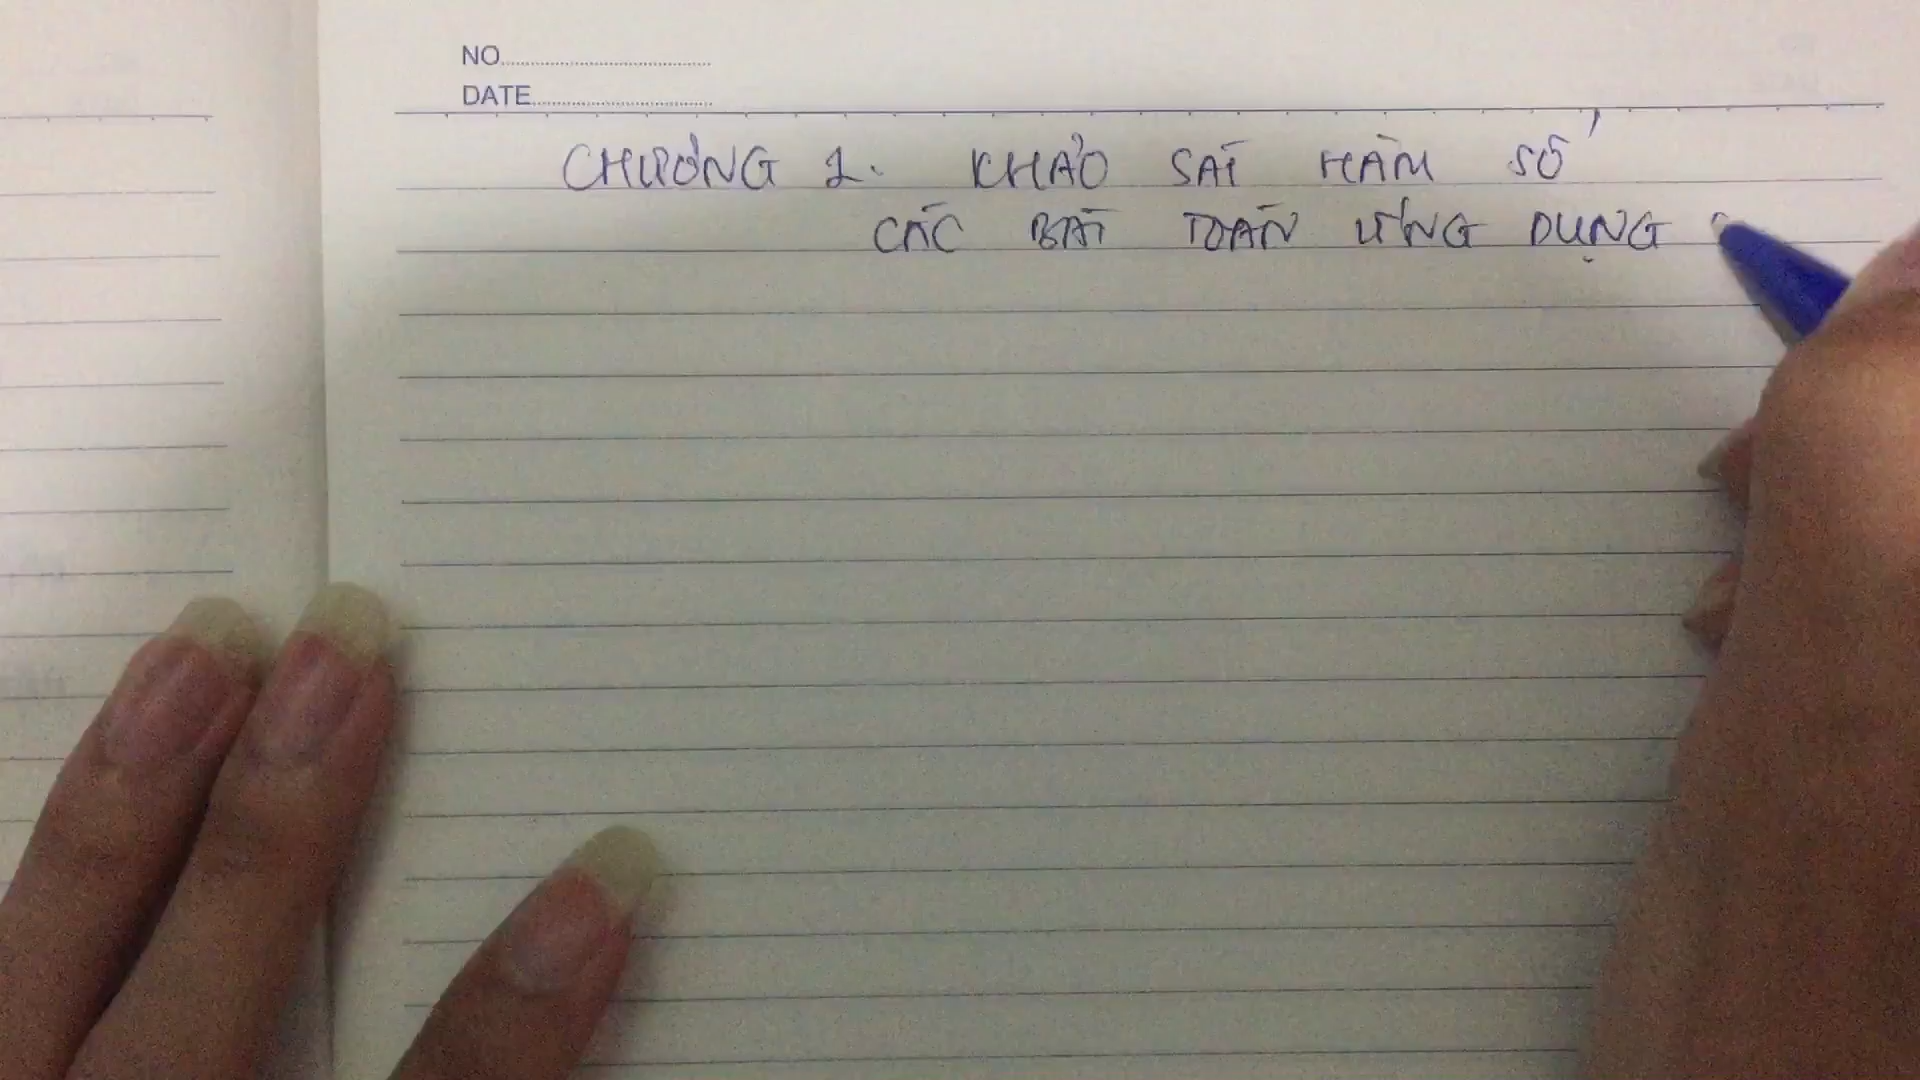 NO
DATE
CHƯƠNG 1. KHẢO SÁT HÀM SỐ
CÁC BÀI TOÁN ỨNG DỤNG